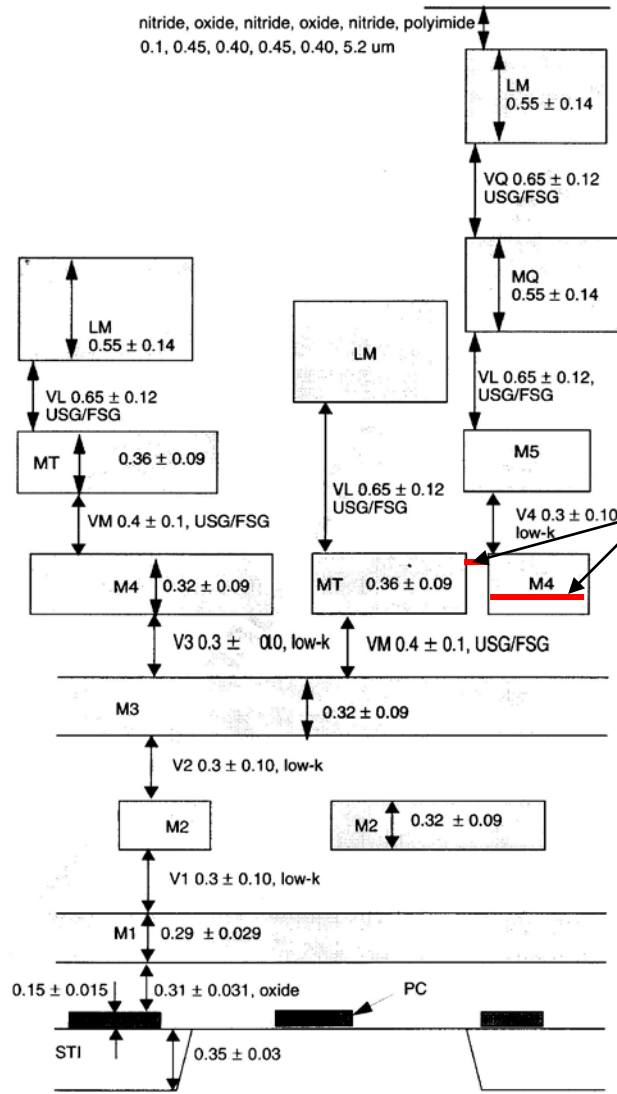 nitride, oxide, nitride, oxide, nitride, polyimide
0.1, 0.45, 0.40, 0.45, 0.40, 5.2 um
LM
0.55 ± 0.14
VQ 0.65 ± 0.12
USG/FSG
MQ
0.55 ± 0.14
LM
0.55 ± 0.14
LM
VL 0.65 ± 0.12
USG/FSG
VL 0.65 ± 0.12,
USG/FSG
MT
0.36 ± 0.09
M5
VL 0.65 ± 0.12
USG/FSG
VM 0.4 ± 0.1, USG/FSG
V4 0.3 ± 0.10
low-k
M4
0.32 ± 0.09
MT
0.36 ± 0.09
M4
V3 0.3 ± 0.10, low-k
VM 0.4 ± 0.1, USG/FSG
M3
0.32 ± 0.09
V2 0.3 ± 0.10, low-k
M2
M2
0.32 ± 0.09
V1 0.3 ± 0.10, low-k
M1
0.29 ± 0.029
0.15 ± 0.015
0.31 ± 0.031, oxide
PC
STI
0.35 ± 0.03